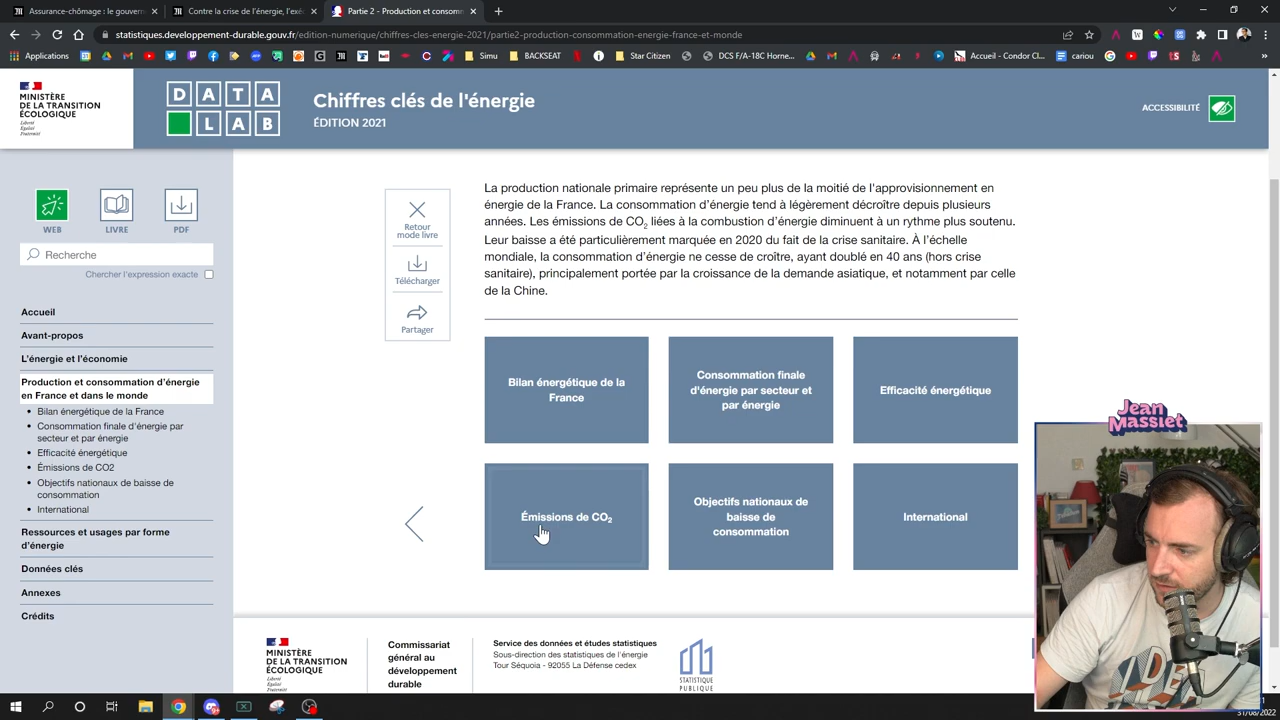 Assurance-chômage : le gouvern
Contre la crise de l'énergie, l'exé
Partie 2 - Production et consomm
statistiques.developpement-durable.gouv.fr/edition-numerique/chiffres-cles-energie-2021/partie2-production-consommation-energie-france-et-monde
Applications
Simu
BACKSEAT
Star Citizen
DCS F/A-18C Horne...
Accueil - Condor Cl...
cariou
MINISTÈRE
DE LA TRANSITION
ÉCOLOGIQUE
Liberté
Égalité
Fraternité
DATA
LAB
Chiffres clés de l'énergie
ÉDITION 2021
ACCESSIBILITÉ
WEB
LIVRE
PDF
Recherche
Chercher l'expression exacte
Accueil
Avant-propos
L'énergie et l'économie
Production et consommation d'énergie
en France et dans le monde
Bilan énergétique de la France
Consommation finale d'énergie par
secteur et par énergie
Efficacité énergétique
Émissions de CO2
Objectifs nationaux de baisse de
consommation
International
Ressources et usages par forme
d'énergie
Données clés
Annexes
Crédits
Retour
mode livre
Télécharger
Partager
La production nationale primaire représente un peu plus de la moitié de l'approvisionnement en
énergie de la France. La consommation d'énergie tend à légèrement décroître depuis plusieurs
années. Les émissions de CO2 liées à la combustion d'énergie diminuent à un rythme plus soutenu.
Leur baisse a été particulièrement marquée en 2020 du fait de la crise sanitaire. À l'échelle
mondiale, la consommation d'énergie ne cesse de croître, ayant doublé en 40 ans (hors crise
sanitaire), principalement portée par la croissance de la demande asiatique, et notamment par celle
de la Chine.
Bilan énergétique de la
France
Consommation finale
d'énergie par secteur et
par énergie
Efficacité énergétique
Émissions de CO2
Objectifs nationaux de
baisse de
consommation
International
Jean
Massiet
MINISTÈRE
DE LA TRANSITION
ÉCOLOGIQUE
Liberté
Égalité
Fraternité
Commissariat
général au
développement
durable
Service des données et études statistiques
Sous-direction des statistiques de l'énergie
Tour Séquoia - 92055 La Défense cedex
STATISTIQUE
PUBLIQUE
31/08/2022